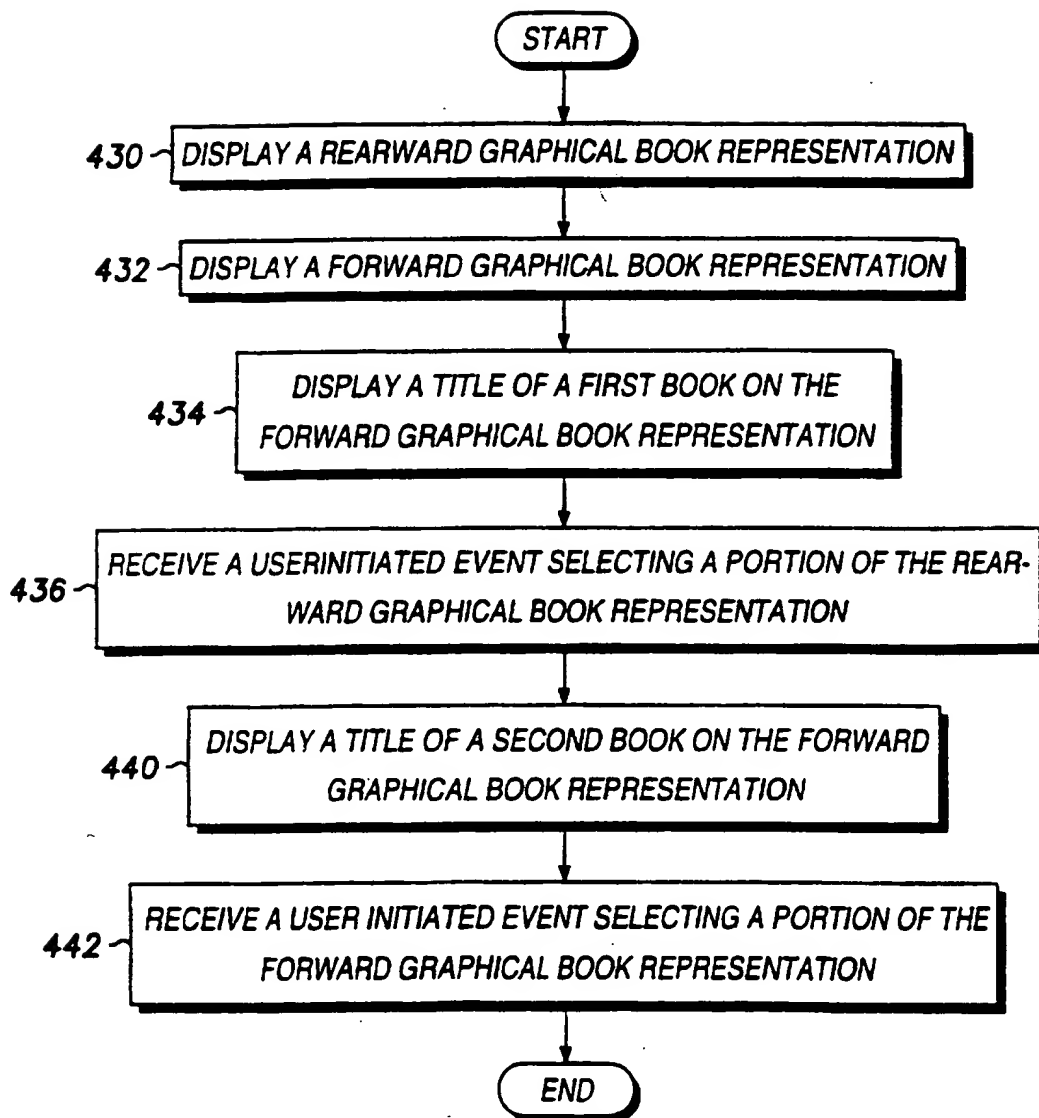 START
430 DISPLAY A REARWARD GRAPHICAL BOOK REPRESENTATION
432 DISPLAY A FORWARD GRAPHICAL BOOK REPRESENTATION
DISPLAY A TITLE OF A FIRST BOOK ON THE
434
FORWARD GRAPHICAL BOOK REPRESENTATION
RECEIVE A USERINITIATED EVENT SELECTING A PORTION OF THE REAR-
436
WARD GRAPHICAL BOOK REPRESENTATION
DISPLAY A TITLE OF A SECOND BOOK ON THE FORWARD
440
GRAPHICAL BOOK REPRESENTATION
RECEIVE A USER INITIATED EVENT SELECTING A PORTION OF THE
442
FORWARD GRAPHICAL BOOK REPRESENTATION
END